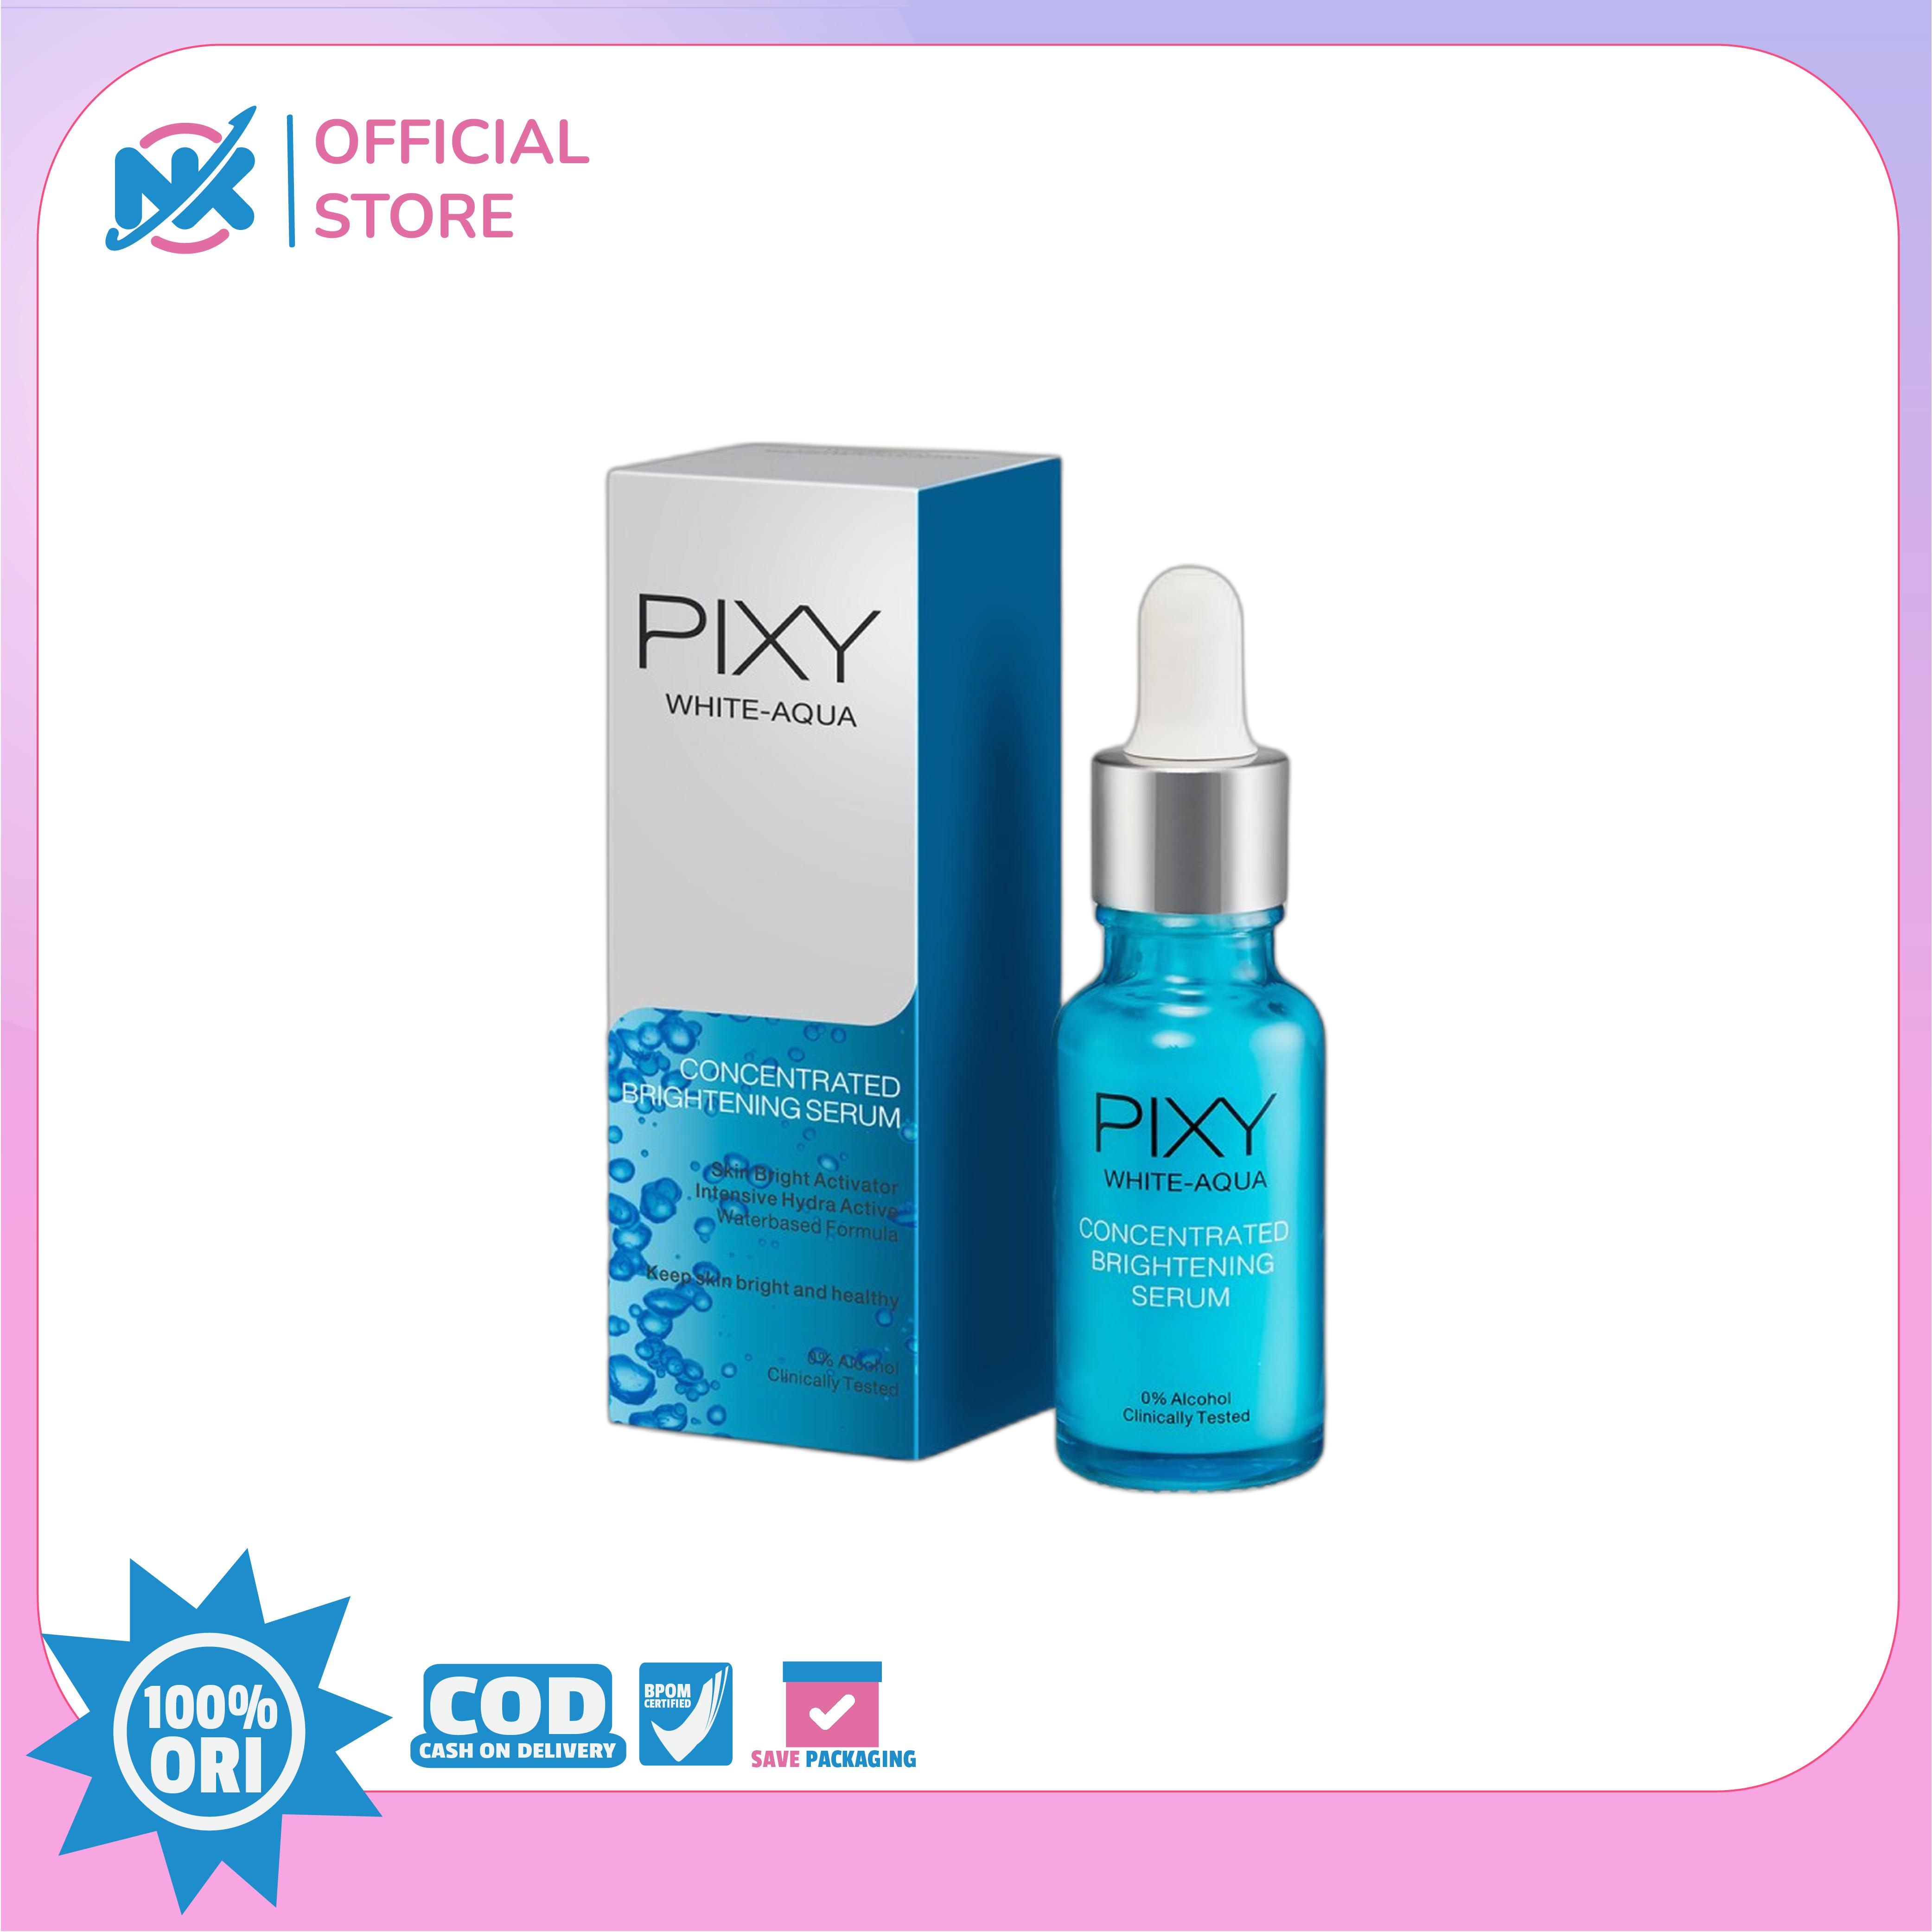 NK
OFFICIAL
STORE
PIXY
WHITE-AQUA
CONCENTRATED
BRIGHTENING SERUM
Skin Bright Activator
Intensive Hydra Active
Waterbased Formula
Keep skin bright and healthy
0% Alcohol
Clinically Tested
PIXY
WHITE-AQUA
CONCENTRATED
BRIGHTENING
SERUM
0% Alcohol
Clinically Tested
100%
ORI
COD
CASH ON DELIVERY
BPOM
CERTIFIED
SAVE PACKAGING